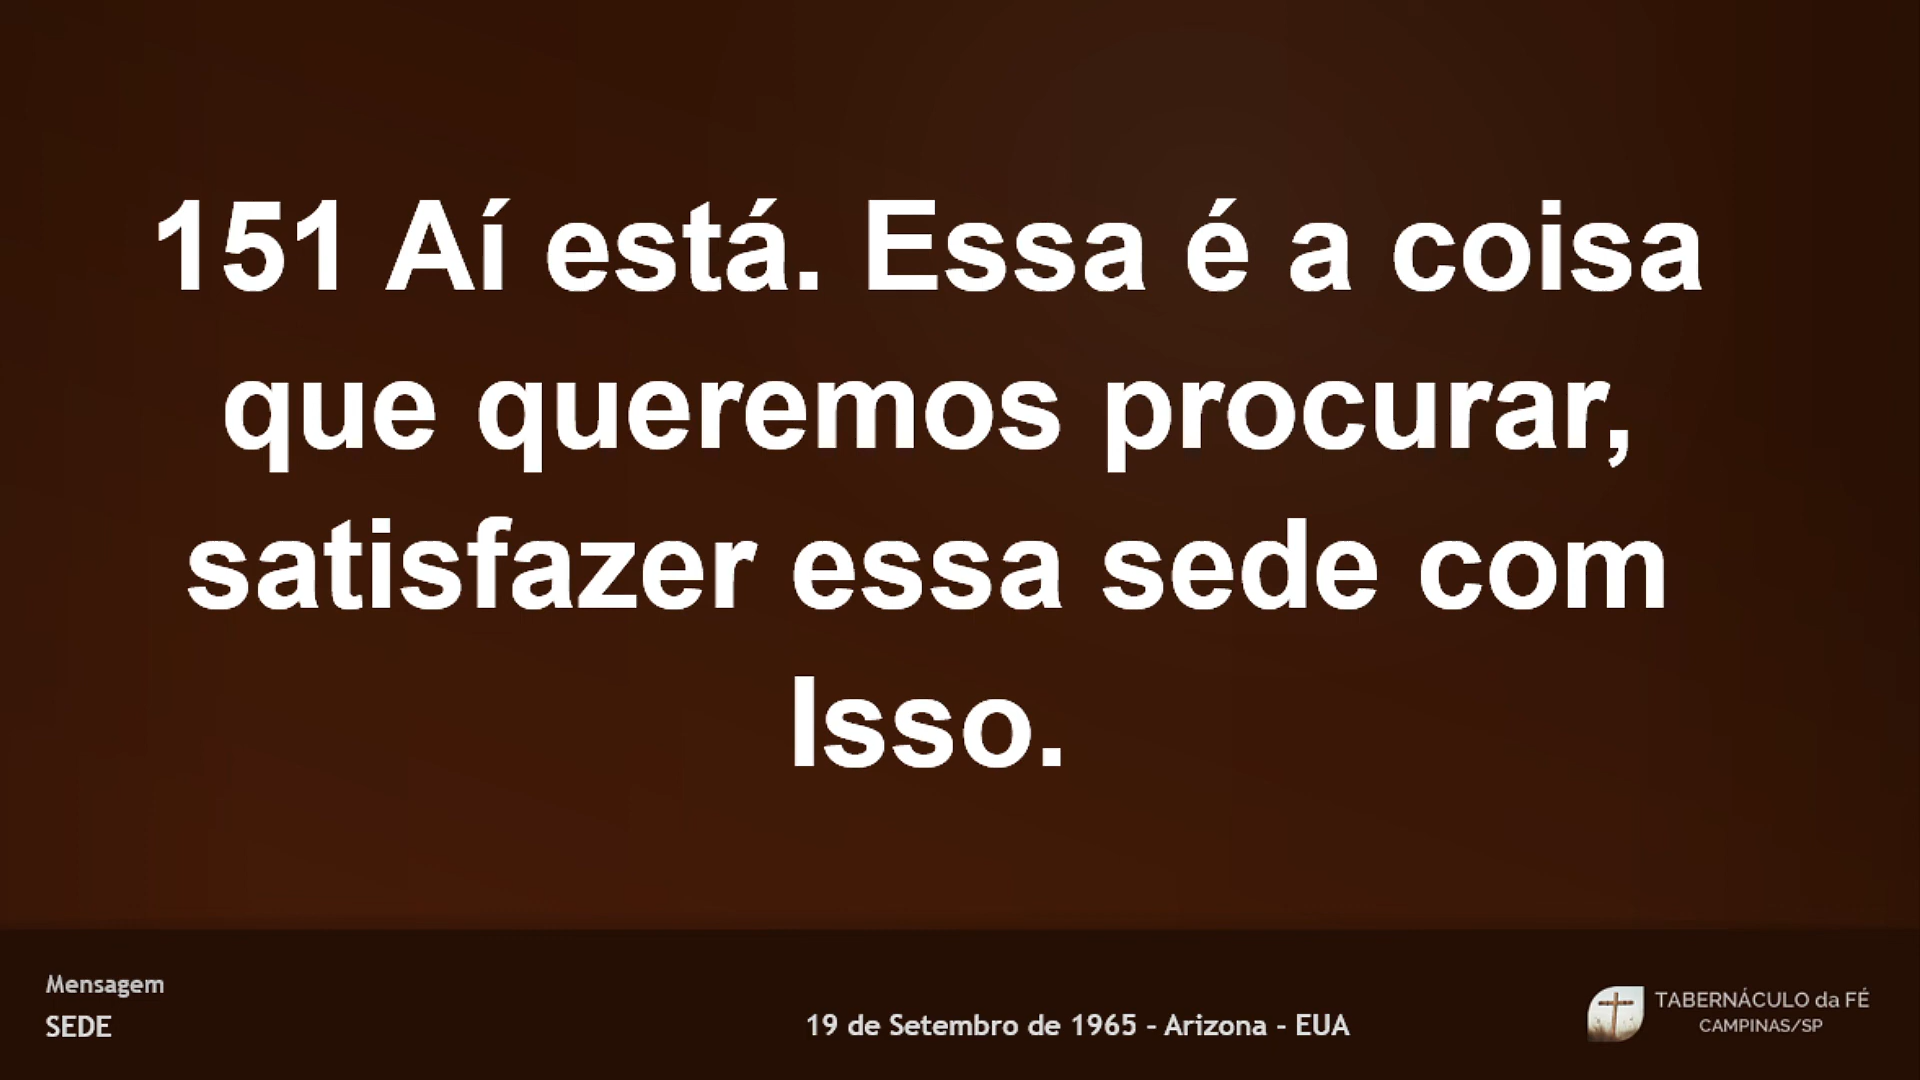 151 Aí está. Essa é a coisa
que queremos procurar,
satisfazer essa sede com
Isso.
Mensagem
SEDE
19 de Setembro de 1965 - Arizona - EUA
TABERNÁCULO da FÉ
CAMPINAS/SP